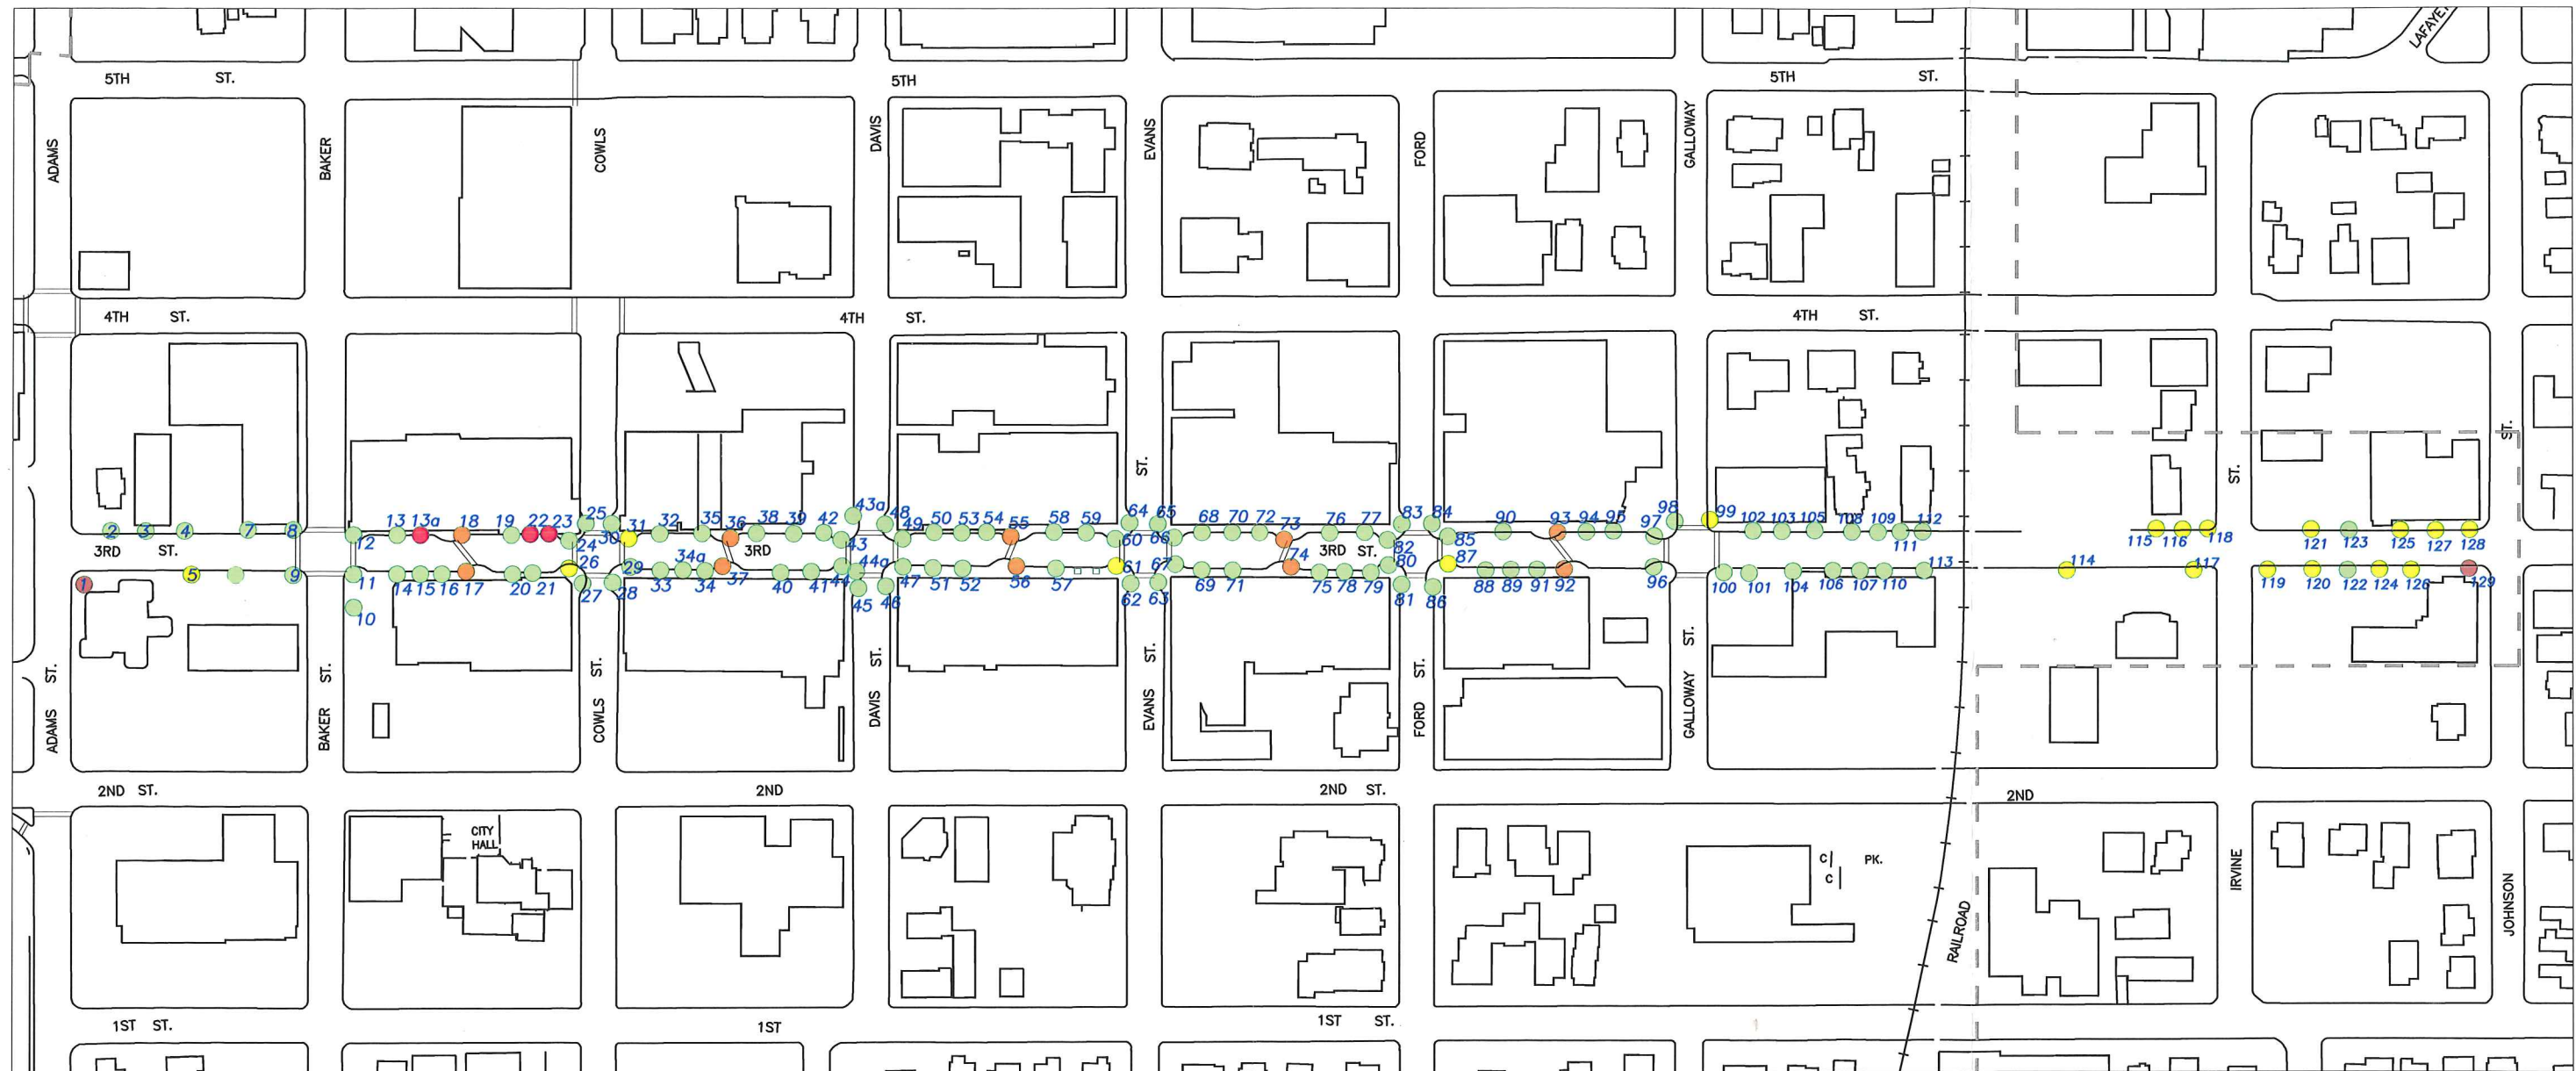 LAFAYET
5TH ST. 5TH 5TH ST.
ADAMS BAKER COWLS DAVIS EVANS FORD GALLOWAY
4TH ST. 4TH ST. 4TH ST.
ST. ST. ST.
2 3 4 7 8 12 13 13a 18 19 22 23 24 25 30 31 32 35 36 38 39 42 43 43a 48 49 50 53 54 55 58 59 60 64 65 66 68 70 72 73 76 77 82 83 84 85 90 93 94 95 97 98 99 102 103 105 108 109 111 112 115 116 118 121 123 125 127 128
3RD ST. 3RD 3RD ST.
1 5 9 11 14 15 16 17 20 21 26 27 28 29 33 34a 34 37 40 41 44 44a 45 46 47 51 52 56 57 61 62 63 67 69 71 74 75 78 79 80 81 86 87 88 89 91 92 96 100 101 104 106 107 110 113 114 117 119 120 122 124 126 129
10
ST. ST. ST. ST. ST. ST. ST.
ADAMS BAKER COWLS DAVIS EVANS FORD GALLOWAY
2ND ST. 2ND 2ND ST. 2ND
CITY
HALL
C PK.
C
IRVINE
JOHNSON
RAILROAD
1ST ST. 1ST 1ST ST.